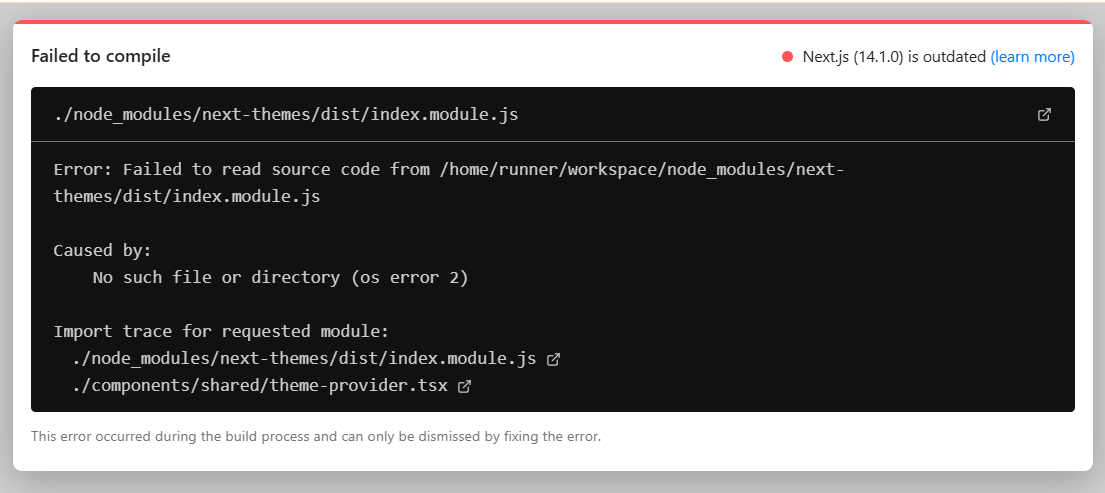 Failed to compile
Next.js (14.1.0) is outdated (learn more)
./node_modules/next-themes/dist/index.module.js
Error: Failed to read source code from /home/runner/workspace/node_modules/next-
themes/dist/index.module.js
Caused by:
No such file or directory (os error 2)
Import trace for requested module:
./node_modules/next-themes/dist/index.module.js
./components/shared/theme-provider.tsx
This error occurred during the build process and can only be dismissed by fixing the error.